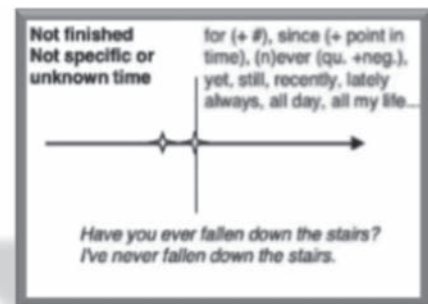 Not finished
Not specific or
unknown time
for (+ #), since (+ point in
time), (n)ever (qu. +neg.),
yet, still, recently, lately
always, all day, all my life...
Have you ever fallen down the stairs?
I've never fallen down the stairs.